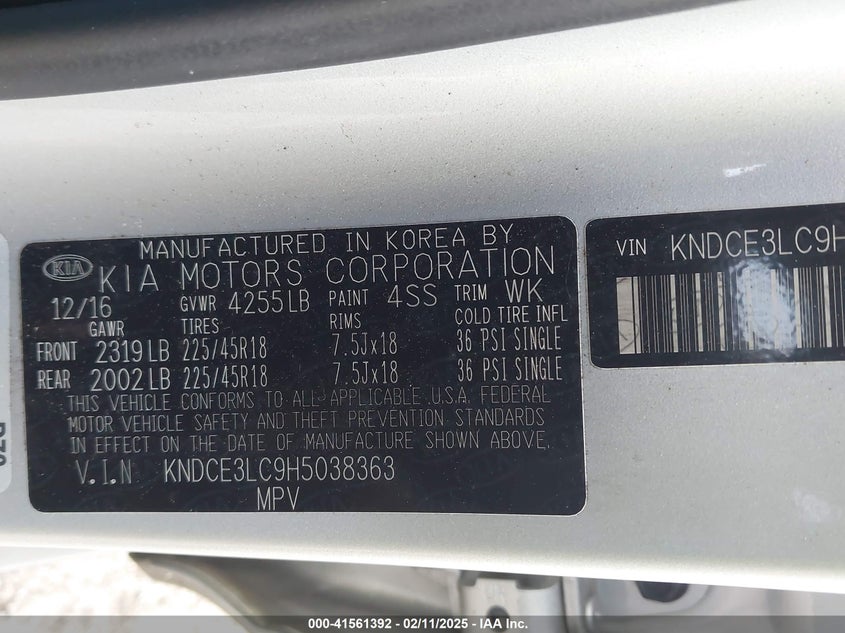 MANUFACTURED IN KOREA BY
KIA KIA MOTORS CORPORATION
12/16 GVWR 4255LB PAINT 4SS TRIM WK
GAWR TIRES RIMS COLD TIRE INFL
FRONT 2319LB 225/45R18 7.5Jx18 36 PSI SINGLE
REAR 2002LB 225/45R18 7.5Jx18 36 PSI SINGLE
THIS VEHICLE CONFORMS TO ALL APPLICABLE U.S.A. FEDERAL
MOTOR VEHICLE SAFETY AND THEFT PREVENTION STANDARDS
IN EFFECT ON THE DATE OF MANUFACTURE SHOWN ABOVE.
V.I.N KNDCE3LC9H5038363
MPV
VIN KNDCE3LC9H
000-41561392 - 02/11/2025 - IAA Inc.